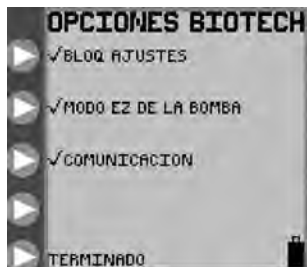 OPCIONES BIOTECH
√BLOQ AJUSTES
√MODO EZ DE LA BOMBA
√COMUNICACION
TERMINADO